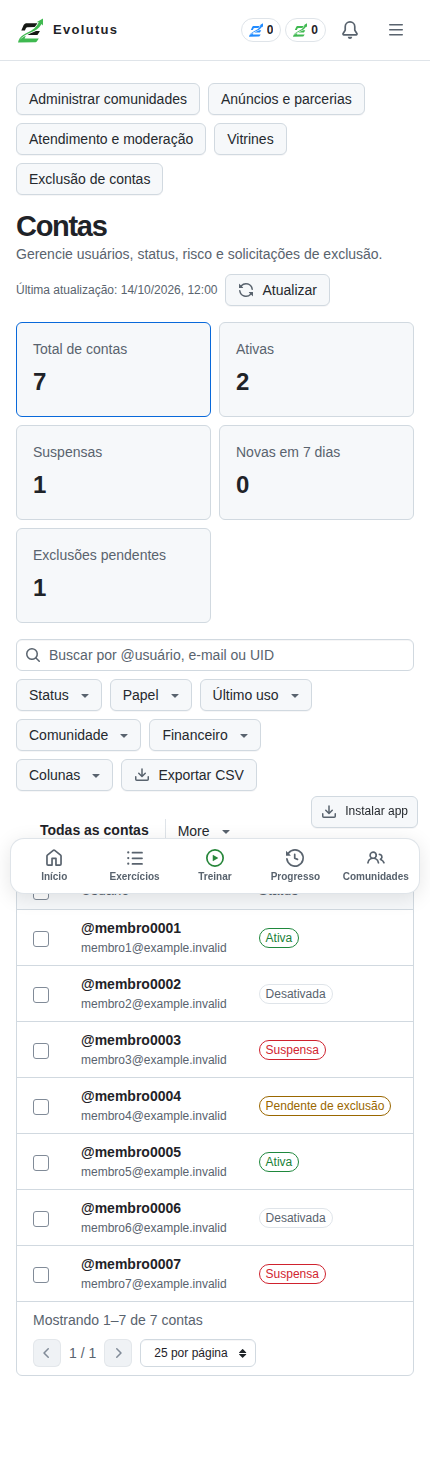 Evolutus 0 0
Administrar comunidades Anúncios e parcerias
Atendimento e moderação Vitrines
Exclusão de contas
Contas
Gerencie usuários, status, risco e solicitações de exclusão.
Última atualização: 14/10/2026, 12:00 Atualizar
Total de contas Ativas
7 2
Suspensas Novas em 7 dias
1 0
Exclusões pendentes
1
Buscar por @usuário, e-mail ou UID
Status Papel Último uso
Comunidade Financeiro
Colunas Exportar CSV
Instalar app
Todas as contas More
Início Exercícios Treinar Progresso Comunidades
@membro0001 Ativa
membro1@example.invalid
@membro0002 Desativada
membro2@example.invalid
@membro0003 Suspensa
membro3@example.invalid
@membro0004 Pendente de exclusão
membro4@example.invalid
@membro0005 Ativa
membro5@example.invalid
@membro0006 Desativada
membro6@example.invalid
@membro0007 Suspensa
membro7@example.invalid
Mostrando 1–7 de 7 contas
1 / 1 25 por página